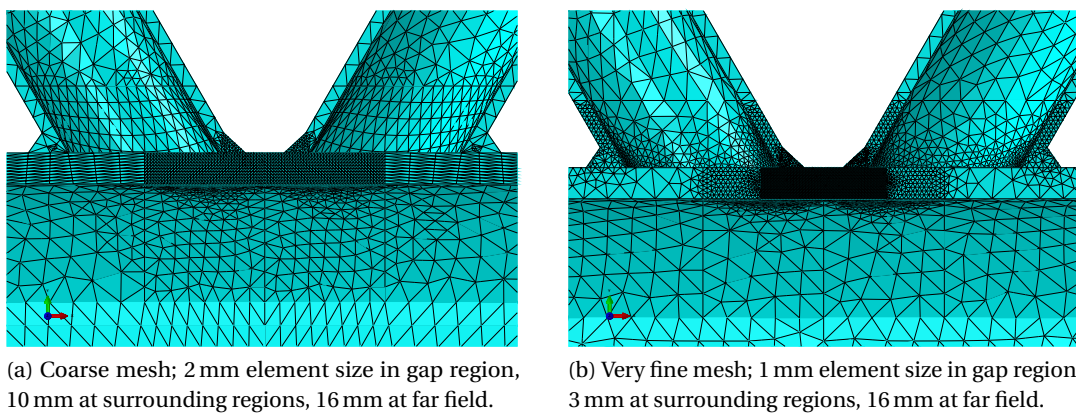 (a) Coarse mesh; 2 mm element size in gap region,
10 mm at surrounding regions, 16 mm at far field.
(b) Very fine mesh; 1 mm element size in gap region
3 mm at surrounding regions, 16 mm at far field.